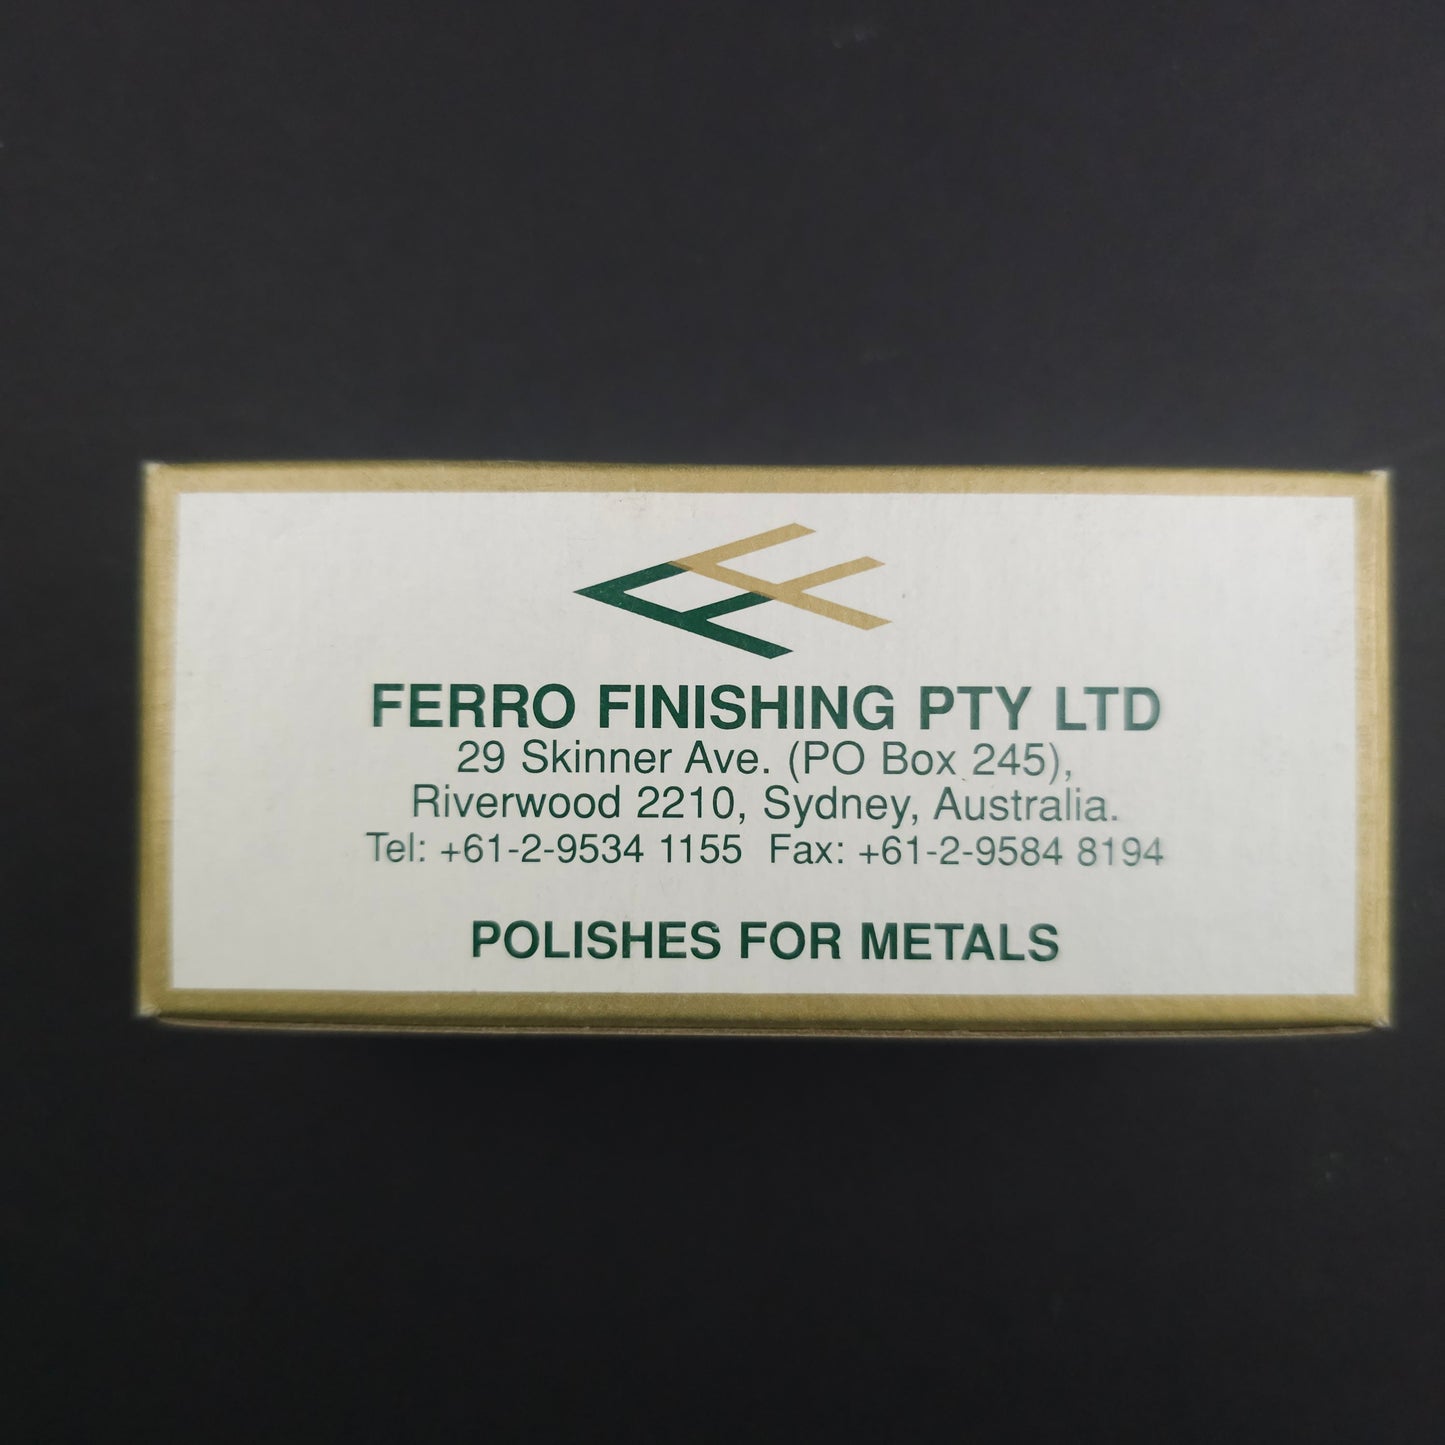 FERRO FINISHING PTY LTD
29 Skinner Ave. (PO Box 245),
Riverwood 2210, Sydney, Australia.
Tel: +61-2-9534 1155 Fax: +61-2-9584 8194
POLISHES FOR METALS